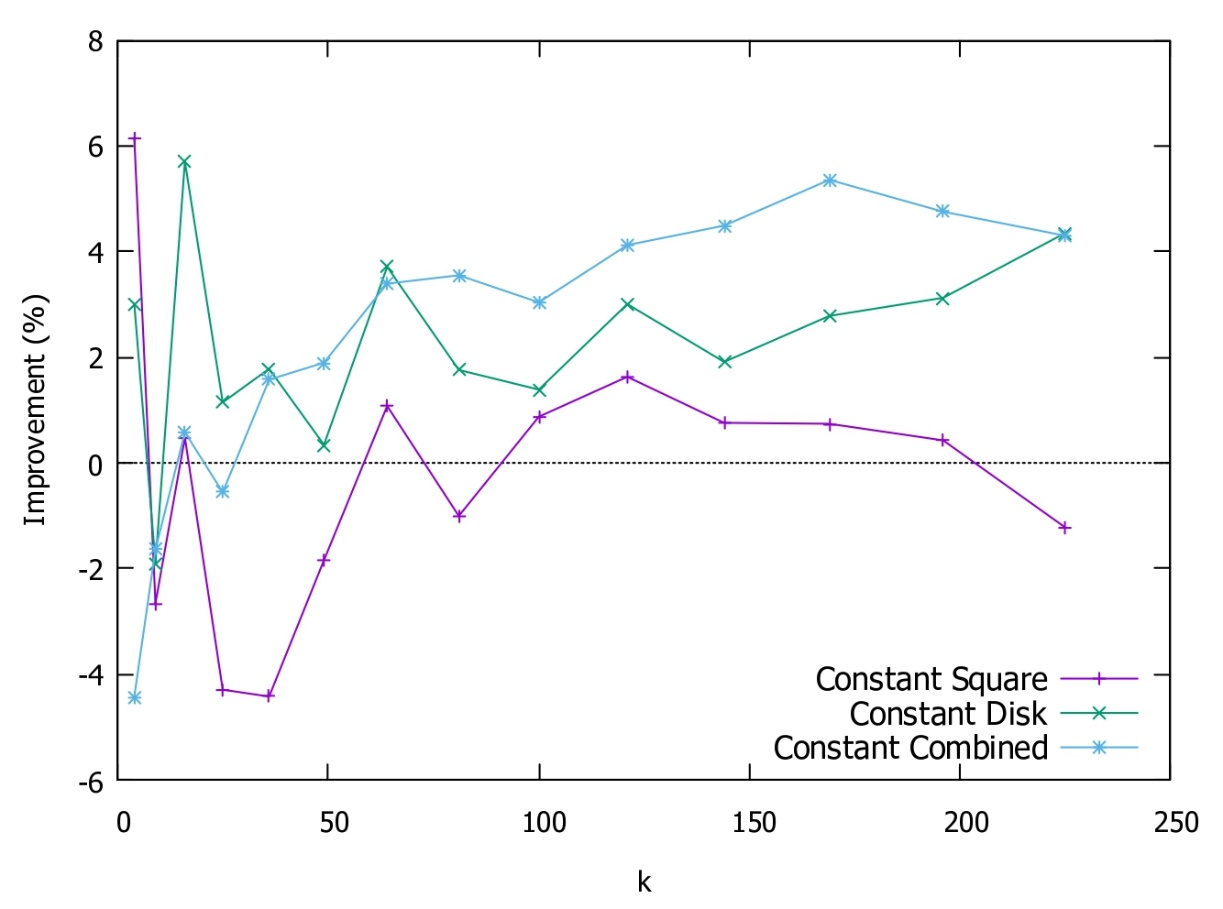 8
6
4
2
0
-2
-4
-6
Improvement (%)
Constant Square
Constant Disk
Constant Combined
0 50 100 150 200 250
k